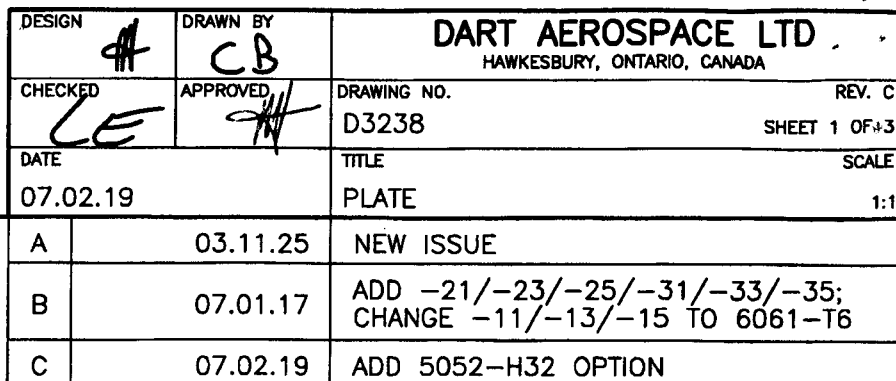 DESIGN
DRAWN BY
CB
DART AEROSPACE LTD
HAWKESBURY, ONTARIO, CANADA
CHECKED
LE
APPROVED
DRAWING NO.
REV. C
D3238
SHEET 1 OF 3
DATE
07.02.19
TITLE
SCALE
PLATE
1:1
A 03.11.25 NEW ISSUE
B 07.01.17 ADD -21/-23/-25/-31/-33/-35;
CHANGE -11/-13/-15 TO 6061-T6
C 07.02.19 ADD 5052-H32 OPTION